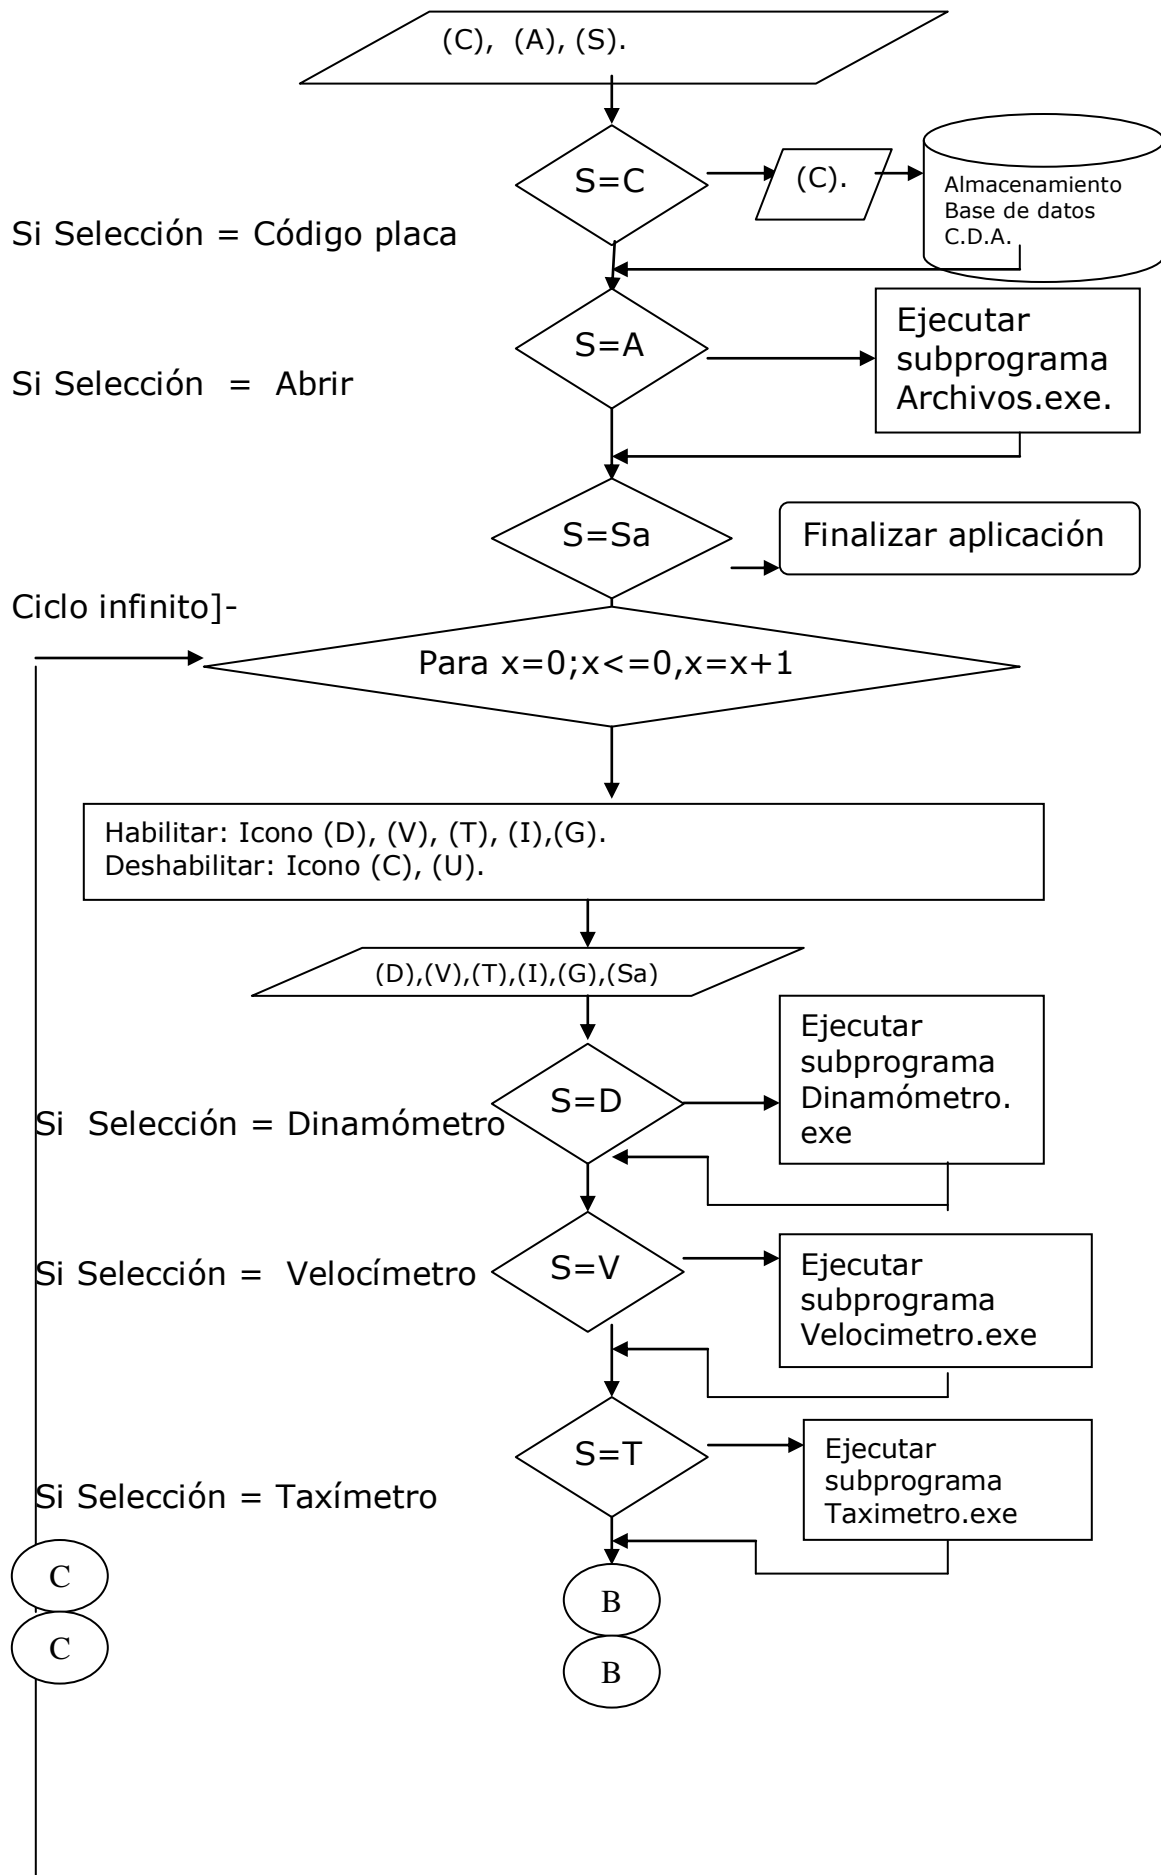 (C), (A), (S).
S=C
(C).
Almacenamiento
Base de datos
C.D.A.
Si Selección = Código placa
S=A
Ejecutar
subprograma
Archivos.exe.
Si Selección = Abrir
S=Sa
Finalizar aplicación
Ciclo infinito]-
Para x=0;x<=0,x=x+1
Habilitar: Icono (D), (V), (T), (I),(G).
Deshabilitar: Icono (C), (U).
(D),(V),(T),(I),(G),(Sa)
Ejecutar
subprograma
Dinamómetro.
exe
S=D
Si Selección = Dinamómetro
S=V
Si Selección = Velocímetro
Ejecutar
subprograma
Velocimetro.exe
S=T
Ejecutar
subprograma
Taximetro.exe
Si Selección = Taxímetro
C
B
C
B